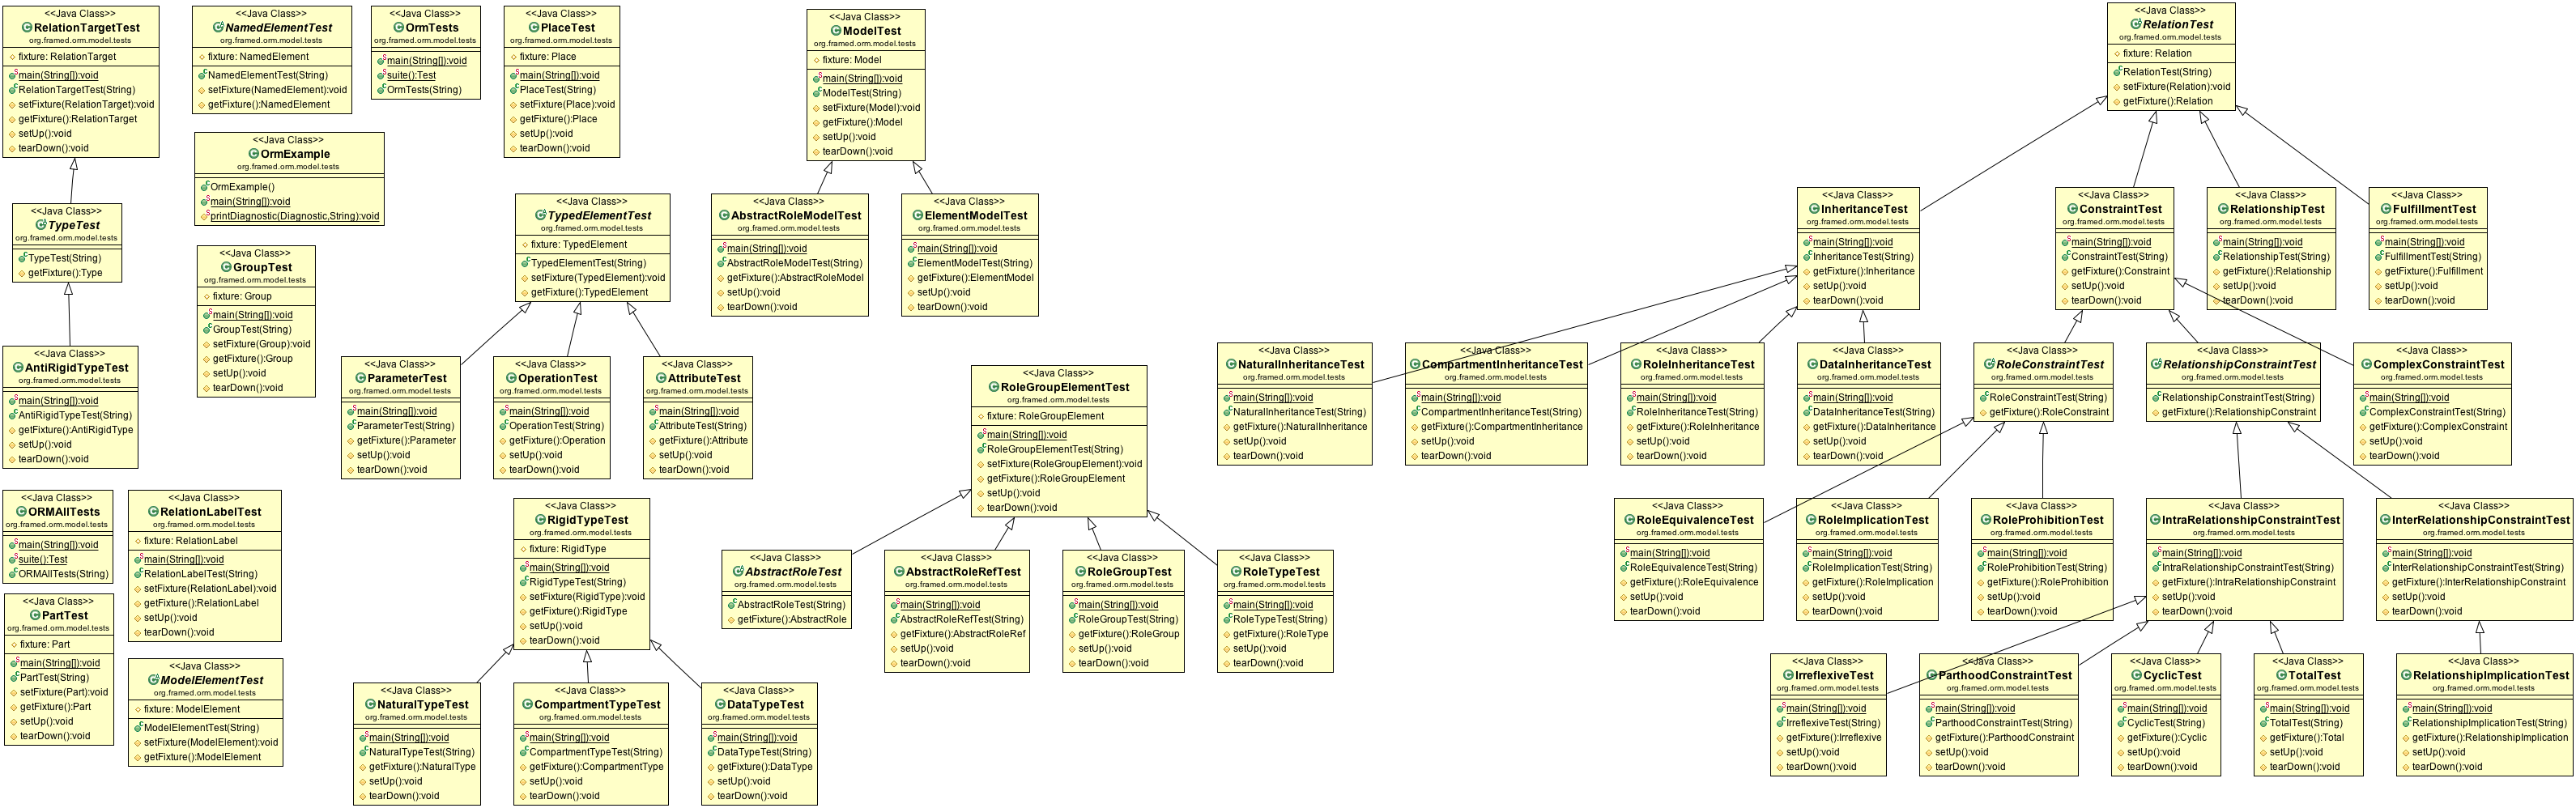 <<Java Class>>
RelationTargetTest
org.framed.orm.model.tests
fixture: RelationTarget
main(String[]):void
RelationTargetTest(String)
setFixture(RelationTarget):void
getFixture():RelationTarget
setUp():void
tearDown():void
<<Java Class>>
NamedElementTest
org.framed.orm.model.tests
fixture: NamedElement
NamedElementTest(String)
setFixture(NamedElement):void
getFixture():NamedElement
<<Java Class>>
OrmTests
org.framed.orm.model.tests
main(String[]):void
suite():Test
OrmTests(String)
<<Java Class>>
PlaceTest
org.framed.orm.model.tests
fixture: Place
main(String[]):void
PlaceTest(String)
setFixture(Place):void
getFixture():Place
setUp():void
tearDown():void
<<Java Class>>
ModelTest
org.framed.orm.model.tests
fixture: Model
main(String[]):void
ModelTest(String)
setFixture(Model):void
getFixture():Model
setUp():void
tearDown():void
<<Java Class>>
RelationTest
org.framed.orm.model.tests
fixture: Relation
RelationTest(String)
setFixture(Relation):void
getFixture():Relation
<<Java Class>>
OrmExample
org.framed.orm.model.tests
OrmExample()
main(String[]):void
printDiagnostic(Diagnostic,String):void
<<Java Class>>
TypeTest
org.framed.orm.model.tests
TypeTest(String)
getFixture():Type
<<Java Class>>
GroupTest
org.framed.orm.model.tests
fixture: Group
main(String[]):void
GroupTest(String)
setFixture(Group):void
getFixture():Group
setUp():void
tearDown():void
<<Java Class>>
TypedElementTest
org.framed.orm.model.tests
fixture: TypedElement
TypedElementTest(String)
setFixture(TypedElement):void
getFixture():TypedElement
<<Java Class>>
AbstractRoleModelTest
org.framed.orm.model.tests
main(String[]):void
AbstractRoleModelTest(String)
getFixture():AbstractRoleModel
setUp():void
tearDown():void
<<Java Class>>
ElementModelTest
org.framed.orm.model.tests
main(String[]):void
ElementModelTest(String)
getFixture():ElementModel
setUp():void
tearDown():void
<<Java Class>>
InheritanceTest
org.framed.orm.model.tests
main(String[]):void
InheritanceTest(String)
getFixture():Inheritance
setUp():void
tearDown():void
<<Java Class>>
ConstraintTest
org.framed.orm.model.tests
main(String[]):void
ConstraintTest(String)
getFixture():Constraint
setUp():void
tearDown():void
<<Java Class>>
RelationshipTest
org.framed.orm.model.tests
main(String[]):void
RelationshipTest(String)
getFixture():Relationship
setUp():void
tearDown():void
<<Java Class>>
FulfillmentTest
org.framed.orm.model.tests
main(String[]):void
FulfillmentTest(String)
getFixture():Fulfillment
setUp():void
tearDown():void
<<Java Class>>
AntiRigidTypeTest
org.framed.orm.model.tests
main(String[]):void
AntiRigidTypeTest(String)
getFixture():AntiRigidType
setUp():void
tearDown():void
<<Java Class>>
ParameterTest
org.framed.orm.model.tests
main(String[]):void
ParameterTest(String)
getFixture():Parameter
setUp():void
tearDown():void
<<Java Class>>
OperationTest
org.framed.orm.model.tests
main(String[]):void
OperationTest(String)
getFixture():Operation
setUp():void
tearDown():void
<<Java Class>>
AttributeTest
org.framed.orm.model.tests
main(String[]):void
AttributeTest(String)
getFixture():Attribute
setUp():void
tearDown():void
<<Java Class>>
RoleGroupElementTest
org.framed.orm.model.tests
fixture: RoleGroupElement
main(String[]):void
RoleGroupElementTest(String)
setFixture(RoleGroupElement):void
getFixture():RoleGroupElement
setUp():void
tearDown():void
<<Java Class>>
NaturalInheritanceTest
org.framed.orm.model.tests
main(String[]):void
NaturalInheritanceTest(String)
getFixture():NaturalInheritance
setUp():void
tearDown():void
<<Java Class>>
CompartmentInheritanceTest
org.framed.orm.model.tests
main(String[]):void
CompartmentInheritanceTest(String)
getFixture():CompartmentInheritance
setUp():void
tearDown():void
<<Java Class>>
RoleInheritanceTest
org.framed.orm.model.tests
main(String[]):void
RoleInheritanceTest(String)
getFixture():RoleInheritance
setUp():void
tearDown():void
<<Java Class>>
DataInheritanceTest
org.framed.orm.model.tests
main(String[]):void
DataInheritanceTest(String)
getFixture():DataInheritance
setUp():void
tearDown():void
<<Java Class>>
RoleConstraintTest
org.framed.orm.model.tests
RoleConstraintTest(String)
getFixture():RoleConstraint
<<Java Class>>
RelationshipConstraintTest
org.framed.orm.model.tests
RelationshipConstraintTest(String)
getFixture():RelationshipConstraint
<<Java Class>>
ComplexConstraintTest
org.framed.orm.model.tests
main(String[]):void
ComplexConstraintTest(String)
getFixture():ComplexConstraint
setUp():void
tearDown():void
<<Java Class>>
ORMAllTests
org.framed.orm.model.tests
main(String[]):void
suite():Test
ORMAllTests(String)
<<Java Class>>
RelationLabelTest
org.framed.orm.model.tests
fixture: RelationLabel
main(String[]):void
RelationLabelTest(String)
setFixture(RelationLabel):void
getFixture():RelationLabel
setUp():void
tearDown():void
<<Java Class>>
RigidTypeTest
org.framed.orm.model.tests
fixture: RigidType
main(String[]):void
RigidTypeTest(String)
setFixture(RigidType):void
getFixture():RigidType
setUp():void
tearDown():void
<<Java Class>>
AbstractRoleTest
org.framed.orm.model.tests
AbstractRoleTest(String)
getFixture():AbstractRole
<<Java Class>>
AbstractRoleRefTest
org.framed.orm.model.tests
main(String[]):void
AbstractRoleRefTest(String)
getFixture():AbstractRoleRef
setUp():void
tearDown():void
<<Java Class>>
RoleGroupTest
org.framed.orm.model.tests
main(String[]):void
RoleGroupTest(String)
getFixture():RoleGroup
setUp():void
tearDown():void
<<Java Class>>
RoleTypeTest
org.framed.orm.model.tests
main(String[]):void
RoleTypeTest(String)
getFixture():RoleType
setUp():void
tearDown():void
<<Java Class>>
RoleEquivalenceTest
org.framed.orm.model.tests
main(String[]):void
RoleEquivalenceTest(String)
getFixture():RoleEquivalence
setUp():void
tearDown():void
<<Java Class>>
RoleImplicationTest
org.framed.orm.model.tests
main(String[]):void
RoleImplicationTest(String)
getFixture():RoleImplication
setUp():void
tearDown():void
<<Java Class>>
RoleProhibitionTest
org.framed.orm.model.tests
main(String[]):void
RoleProhibitionTest(String)
getFixture():RoleProhibition
setUp():void
tearDown():void
<<Java Class>>
IntraRelationshipConstraintTest
org.framed.orm.model.tests
main(String[]):void
IntraRelationshipConstraintTest(String)
getFixture():IntraRelationshipConstraint
setUp():void
tearDown():void
<<Java Class>>
InterRelationshipConstraintTest
org.framed.orm.model.tests
main(String[]):void
InterRelationshipConstraintTest(String)
getFixture():InterRelationshipConstraint
setUp():void
tearDown():void
<<Java Class>>
PartTest
org.framed.orm.model.tests
fixture: Part
main(String[]):void
PartTest(String)
setFixture(Part):void
getFixture():Part
setUp():void
tearDown():void
<<Java Class>>
ModelElementTest
org.framed.orm.model.tests
fixture: ModelElement
ModelElementTest(String)
setFixture(ModelElement):void
getFixture():ModelElement
<<Java Class>>
NaturalTypeTest
org.framed.orm.model.tests
main(String[]):void
NaturalTypeTest(String)
getFixture():NaturalType
setUp():void
tearDown():void
<<Java Class>>
CompartmentTypeTest
org.framed.orm.model.tests
main(String[]):void
CompartmentTypeTest(String)
getFixture():CompartmentType
setUp():void
tearDown():void
<<Java Class>>
DataTypeTest
org.framed.orm.model.tests
main(String[]):void
DataTypeTest(String)
getFixture():DataType
setUp():void
tearDown():void
<<Java Class>>
IrreflexiveTest
org.framed.orm.model.tests
main(String[]):void
IrreflexiveTest(String)
getFixture():Irreflexive
setUp():void
tearDown():void
<<Java Class>>
ParthoodConstraintTest
org.framed.orm.model.tests
main(String[]):void
ParthoodConstraintTest(String)
getFixture():ParthoodConstraint
setUp():void
tearDown():void
<<Java Class>>
CyclicTest
org.framed.orm.model.tests
main(String[]):void
CyclicTest(String)
getFixture():Cyclic
setUp():void
tearDown():void
<<Java Class>>
TotalTest
org.framed.orm.model.tests
main(String[]):void
TotalTest(String)
getFixture():Total
setUp():void
tearDown():void
<<Java Class>>
RelationshipImplicationTest
org.framed.orm.model.tests
main(String[]):void
RelationshipImplicationTest(String)
getFixture():RelationshipImplication
setUp():void
tearDown():void